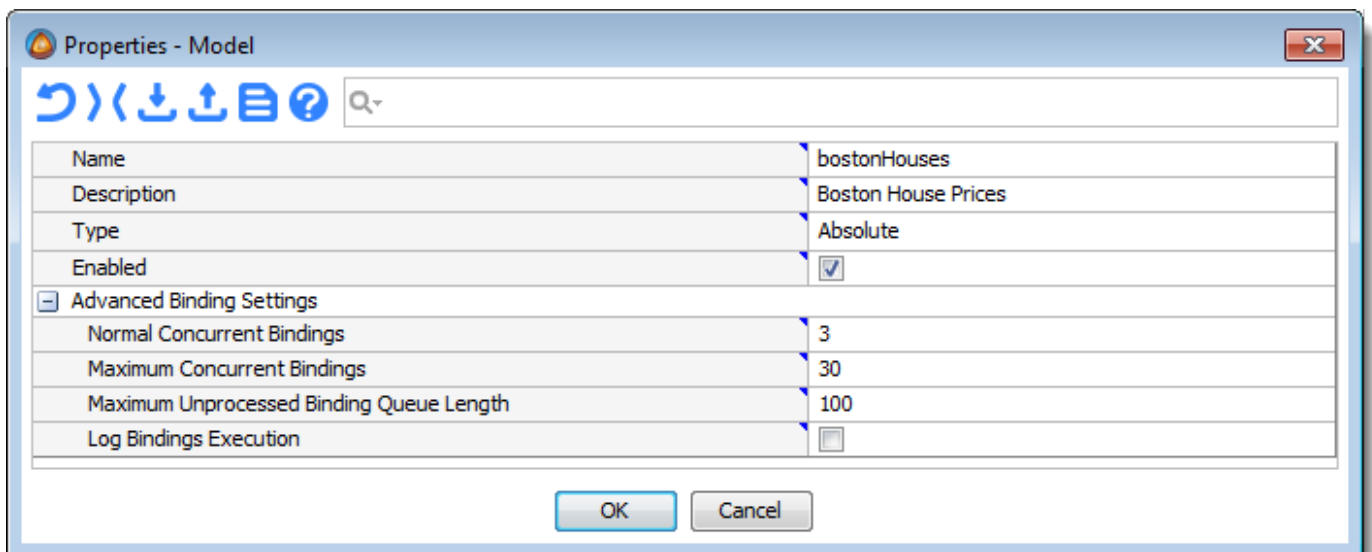 Properties - Model
Name bostonHouses
Description Boston House Prices
Type Absolute
Enabled
Advanced Binding Settings
Normal Concurrent Bindings 3
Maximum Concurrent Bindings 30
Maximum Unprocessed Binding Queue Length 100
Log Bindings Execution
OK Cancel